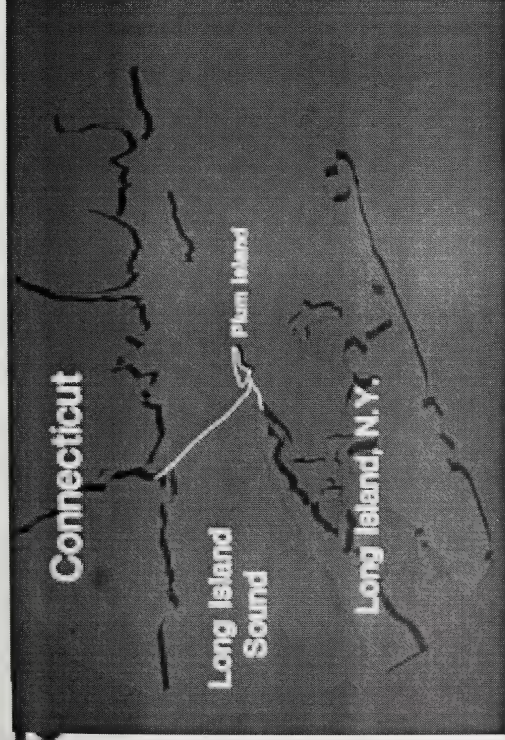 Connecticut
Long Island
Sound
Plum Island
Long Island, N.Y.